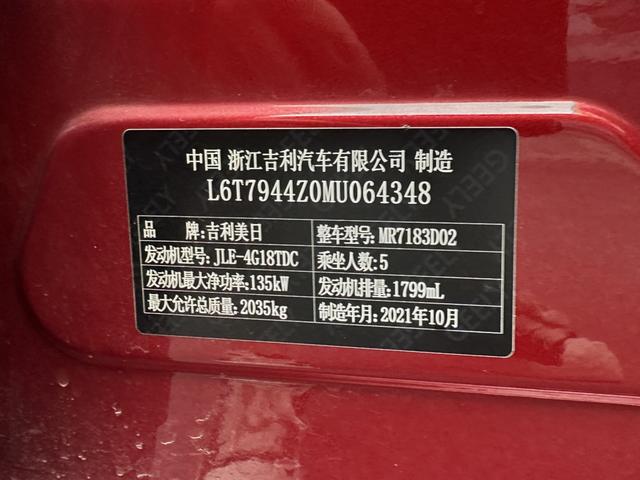 中国 浙江吉利汽车有限公司 制造
L6T7944Z0MU064348
品 牌:吉利美日 整车型号: MR7183D02
发动机型号: JLE-4G18TDC 乘坐人数:5
发动机最大净功率:135kW 发动机排量:1799mL
最大允许总质量: 2035kg 制造年月:2021年10月